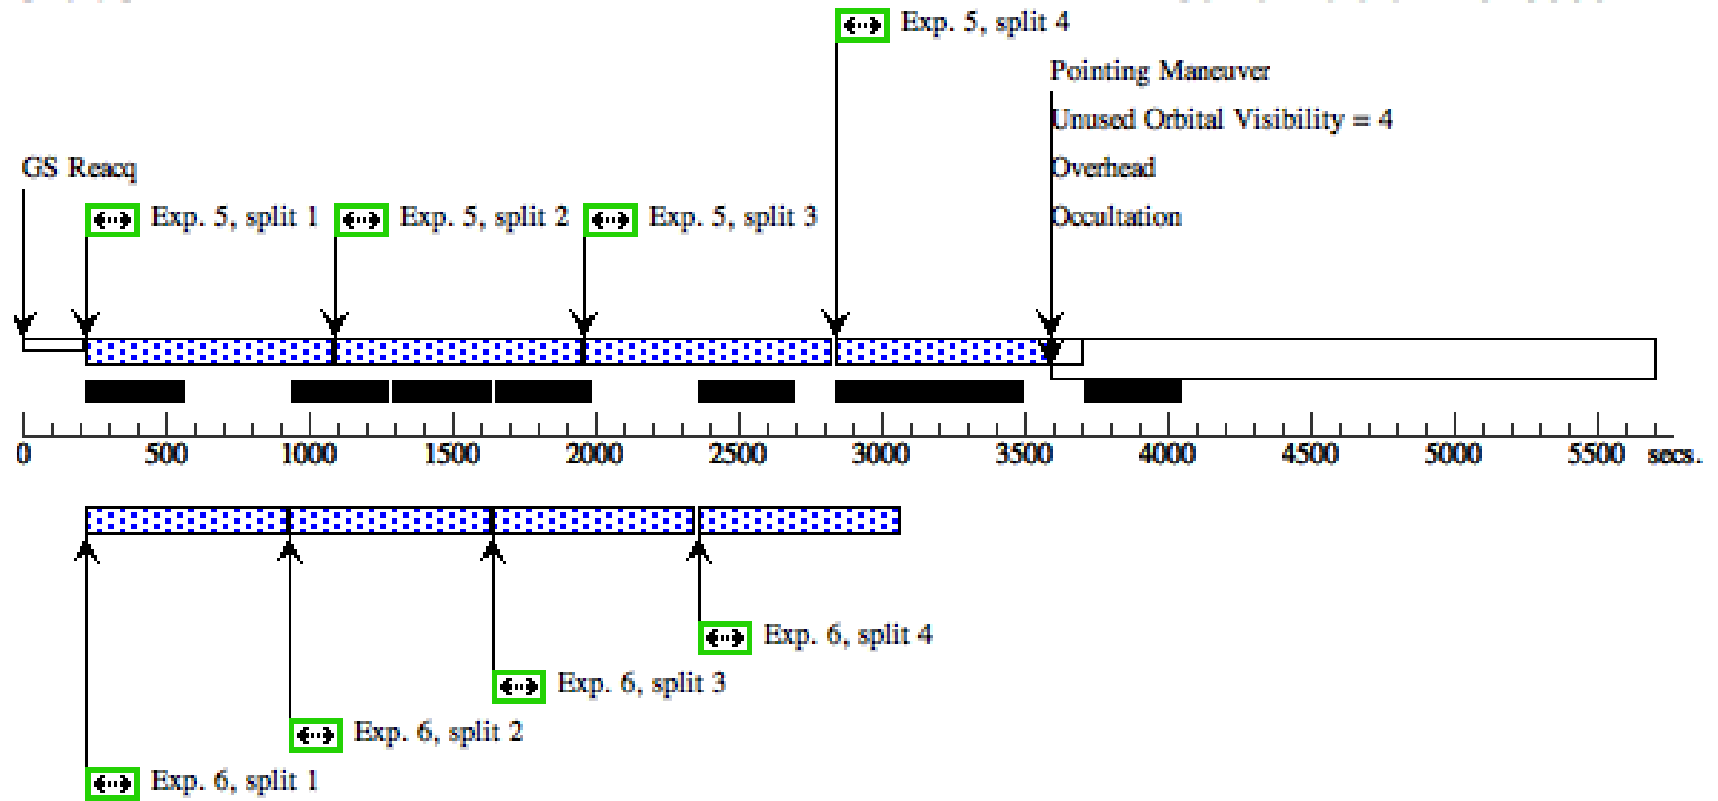 Exp. 5, split 4
Pointing Maneuver
Unused Orbital Visibility = 4
GS Reacq
Overhead
Exp. 5, split 1
Exp. 5, split 2
Exp. 5, split 3
Occultation
0 500 1000 1500 2000 2500 3000 3500 4000 4500 5000 5500 secs.
Exp. 6, split 4
Exp. 6, split 3
Exp. 6, split 2
Exp. 6, split 1